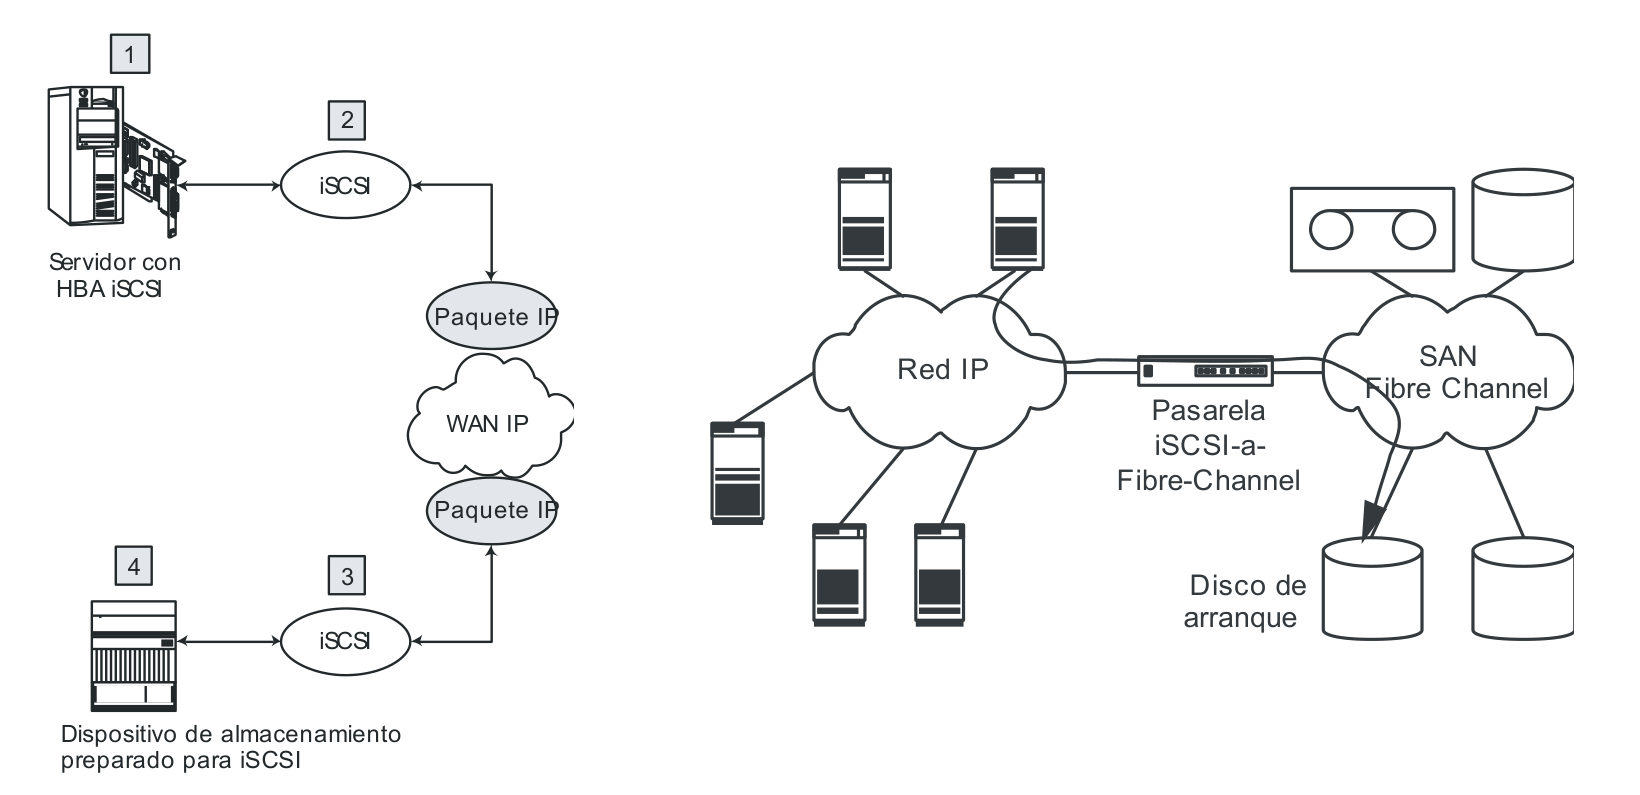 1
2
iSCSI
Servidor con
HBA iSCSI
Paquete IP
WAN IP
Paquete IP
4
3
iSCSI
Dispositivo de almacenamiento
preparado para iSCSI
Red IP
SAN
Fibre Channel
Pasarela
iSCSI-a-
Fibre-Channel
Disco de
arranque